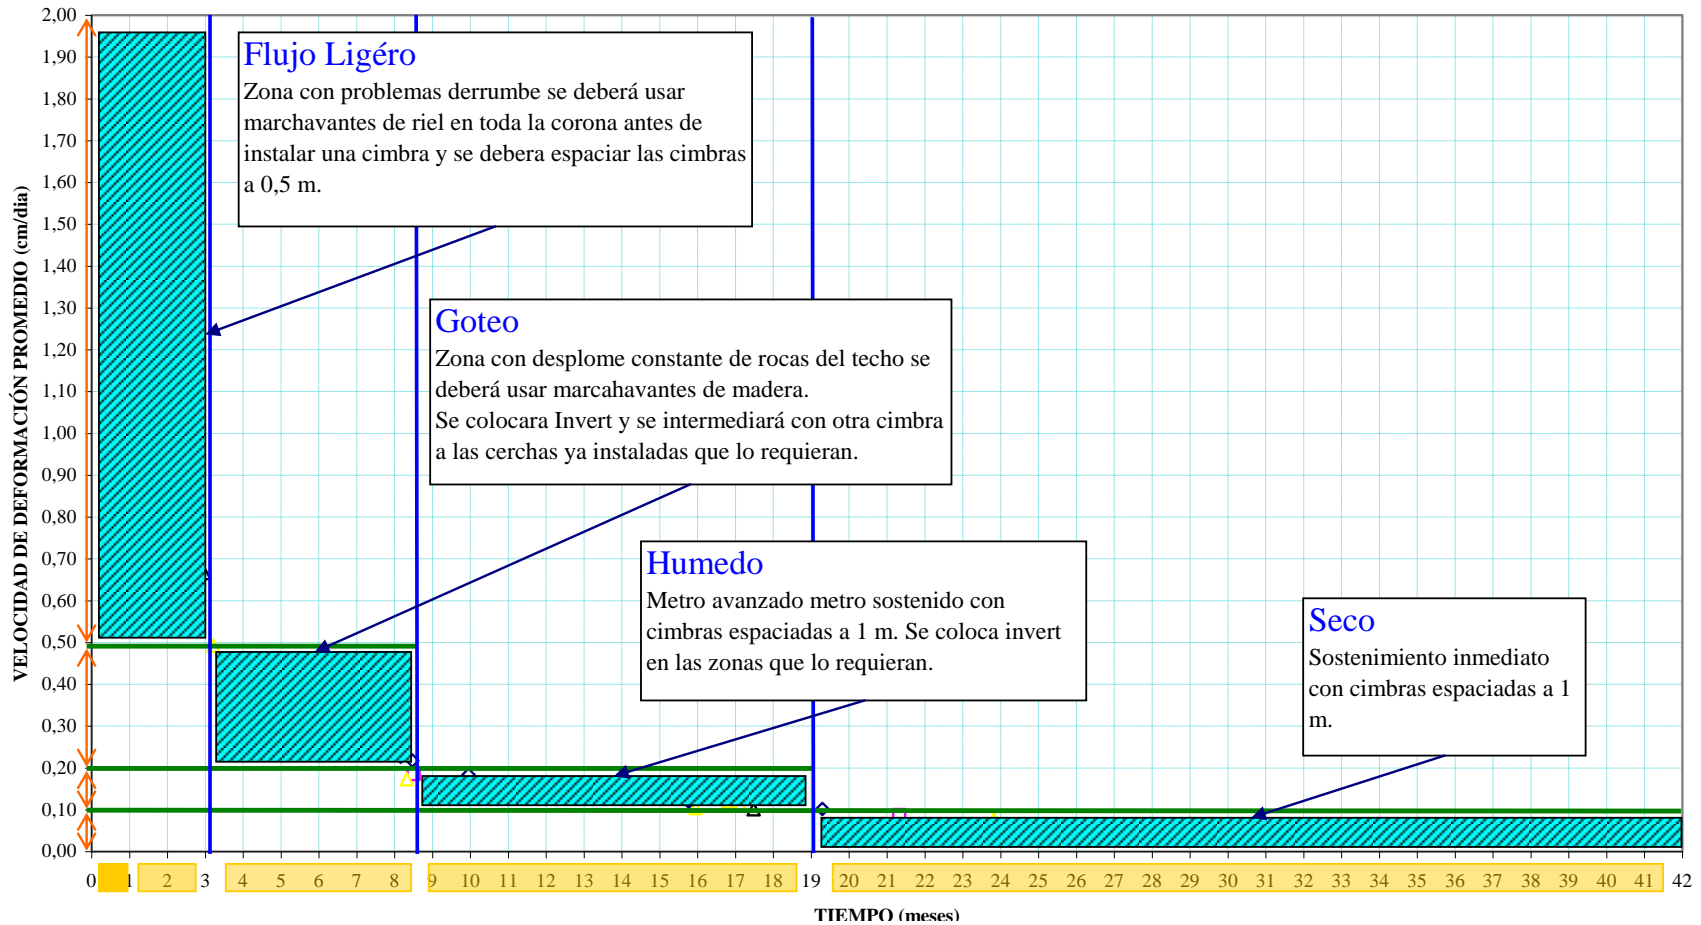 VELOCIDAD DE DEFORMACIÓN PROMEDIO (cm/dia)
2,00
1,90
1,80
1,70
1,60
1,50
1,40
1,30
1,20
1,10
1,00
0,90
0,80
0,70
0,60
0,50
0,40
0,30
0,20
0,10
0,00
Flujo Ligéro
Zona con problemas derrumbe se deberá usar
marchavantes de riel en toda la corona antes de
instalar una cimbra y se debera espaciar las cimbras
a 0,5 m.
Goteo
Zona con desplome constante de rocas del techo se
deberá usar marcahavantes de madera.
Se colocara Invert y se intermediará con otra cimbra
a las cerchas ya instaladas que lo requieran.
Humedo
Metro avanzado metro sostenido con
cimbras espaciadas a 1 m. Se coloca invert
en las zonas que lo requieran.
Seco
Sostenimiento inmediato
con cimbras espaciadas a 1
m.
0 1 2 3 4 5 6 7 8 9 10 11 12 13 14 15 16 17 18 19 20 21 22 23 24 25 26 27 28 29 30 31 32 33 34 35 36 37 38 39 40 41 42
TIEMPO (meses)